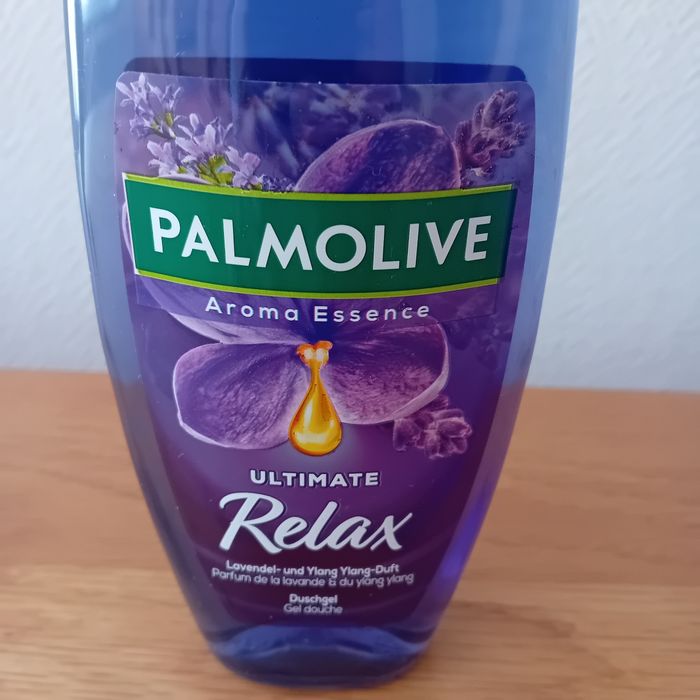 PALMOLIVE
Aroma Essence
ULTIMATE
Relax
Lavendel- und Ylang Ylang-Duft
Parfum de la lavande & du ylang ylang
Duschgel
Gel douche